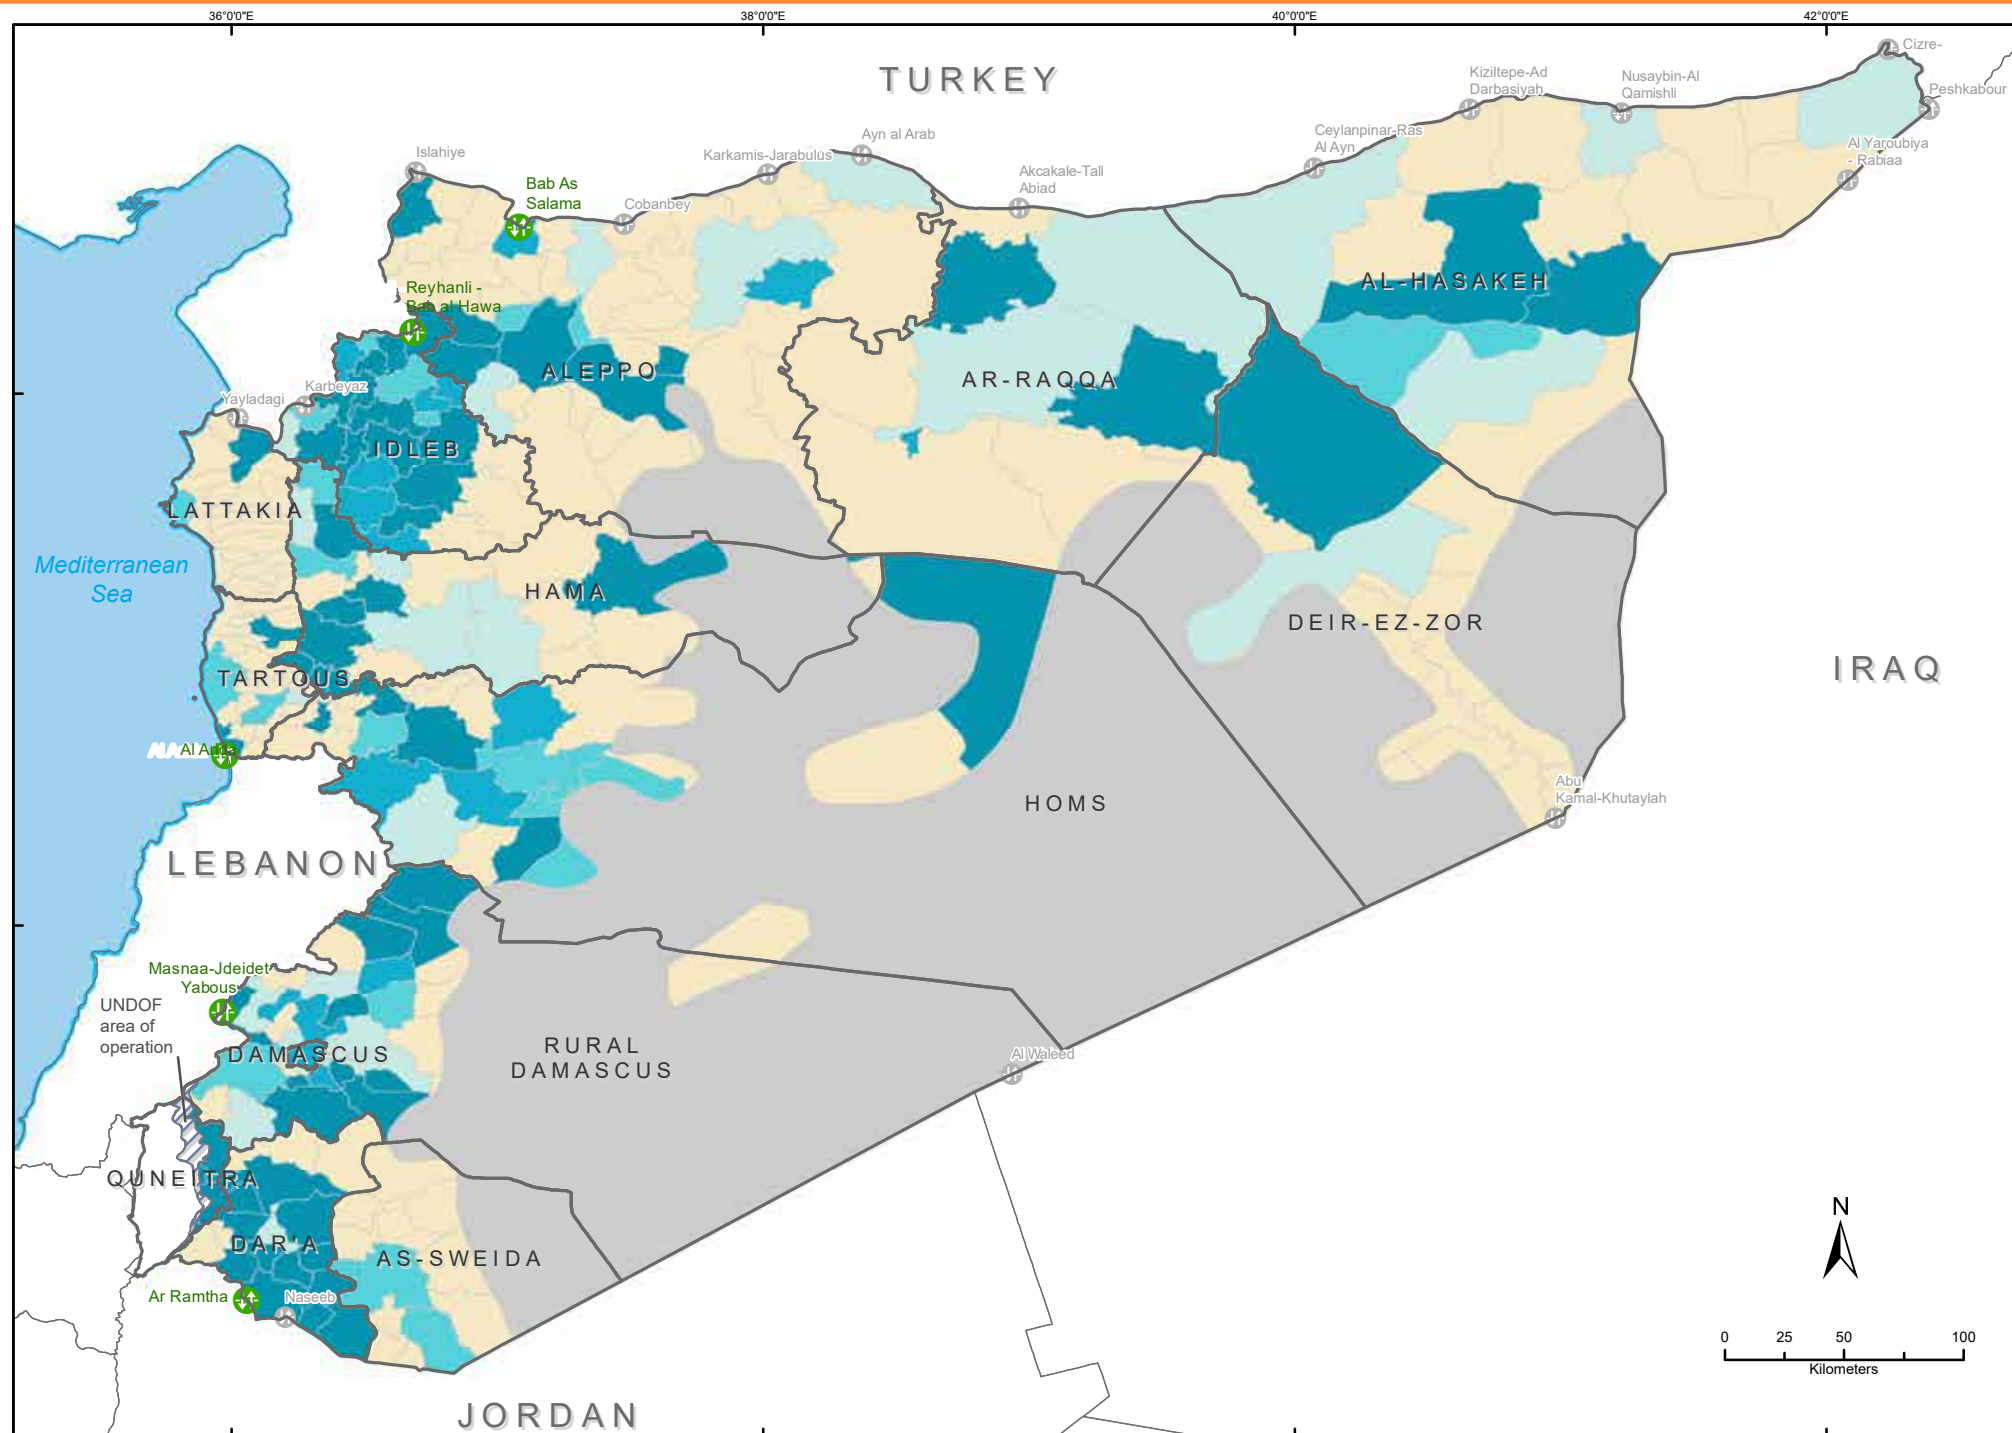 36°0'0"E
38°0'0"E
40°0'0"E
42°0'0"E
TURKEY
Cizre-
Kiziltepe-Ad
Darbasiyah
Nusaybin-Al
Qamishli
Peshkabour
Ceylanpinar-Ras
Al Ayn
Al Yaroubiya
- Rabiaa
Islahiye
Karkamis-Jarabulus
Ayn al Arab
Akcakale-Tall
Abiad
Bab As
Salama
Cobanbey
Reyhanli -
Bab al Hawa
AL-HASAKEH
ALEPPO
AR-RAQQA
Karbeyaz
Yayladagi
IDLEB
LATTAKIA
Mediterranean
Sea
HAMA
DEIR-EZ-ZOR
IRAQ
TARTOUS
Al Arida
HOMS
Abu
Kamal-Khutaylah
LEBANON
Masnaa-Jdeidet
Yabous
UNDOF
area of
operation
DAMASCUS
RURAL
DAMASCUS
Al Waleed
QUNEITRA
DAR'A
AS-SWEIDA
Ar Ramtha
Naseeb
N
0 25 50 100
Kilometers
JORDAN